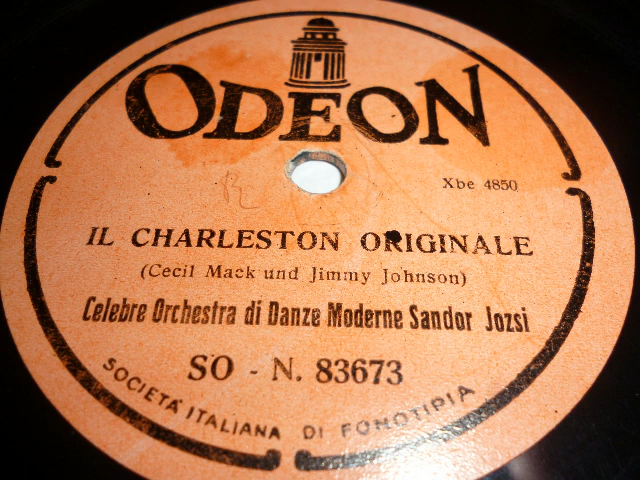 ODEON
Xbe 4850
IL CHARLESTON ORIGINALE
(Cecil Mack und Jimmy Johnson)
Celebre Orchestra di Danze Moderne Sandor Jozsi
SO - N. 83673
SOCIETA' ITALIANA DI FONOTIPIA